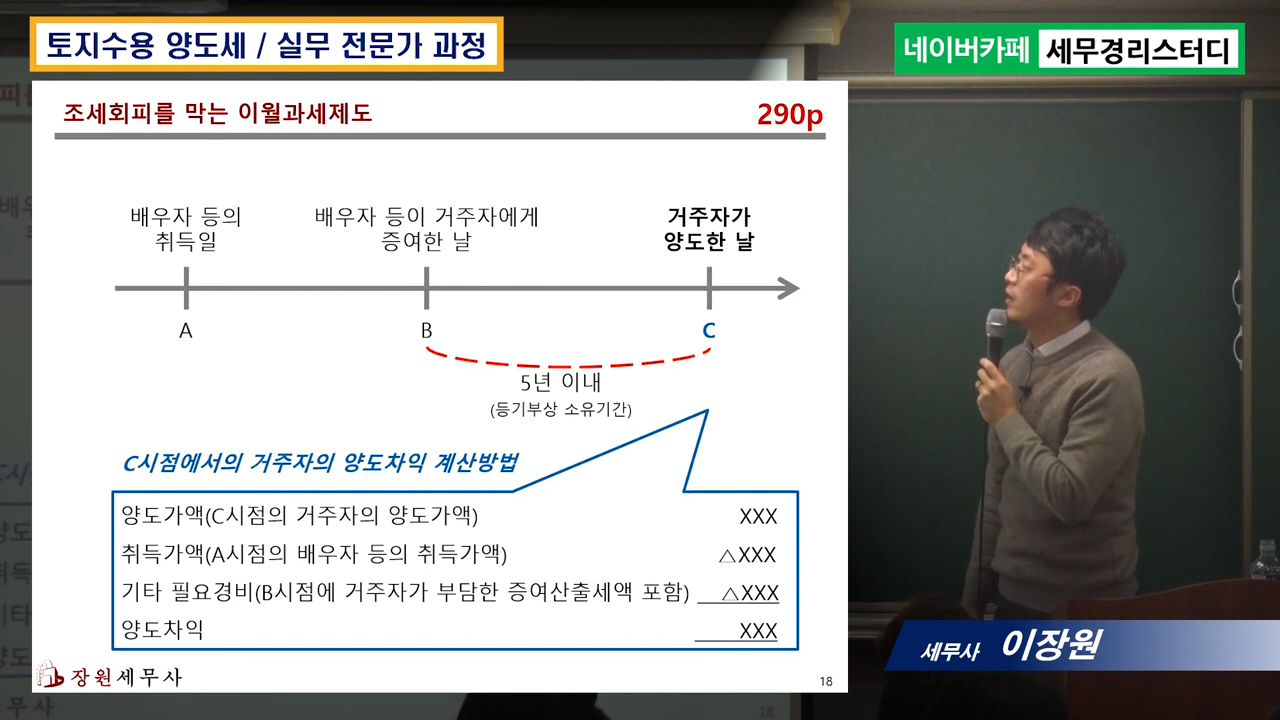 토지수용 양도세 / 실무 전문가 과정
네이버카페 세무경리스터디
조세회피를 막는 이월과세제도
290p
배우자 등의
취득일
배우자 등이 거주자에게
증여한 날
거주자가
양도한 날
A
B
C
5년 이내
(등기부상 소유기간)
C시점에서의 거주자의 양도차익 계산방법
양도가액(C시점의 거주자의 양도가액) XXX
취득가액(A시점의 배우자 등의 취득가액) △XXX
기타 필요경비(B시점에 거주자가 부담한 증여산출세액 포함) △XXX
양도차익 XXX
장원세무사
18
세무사 이장원